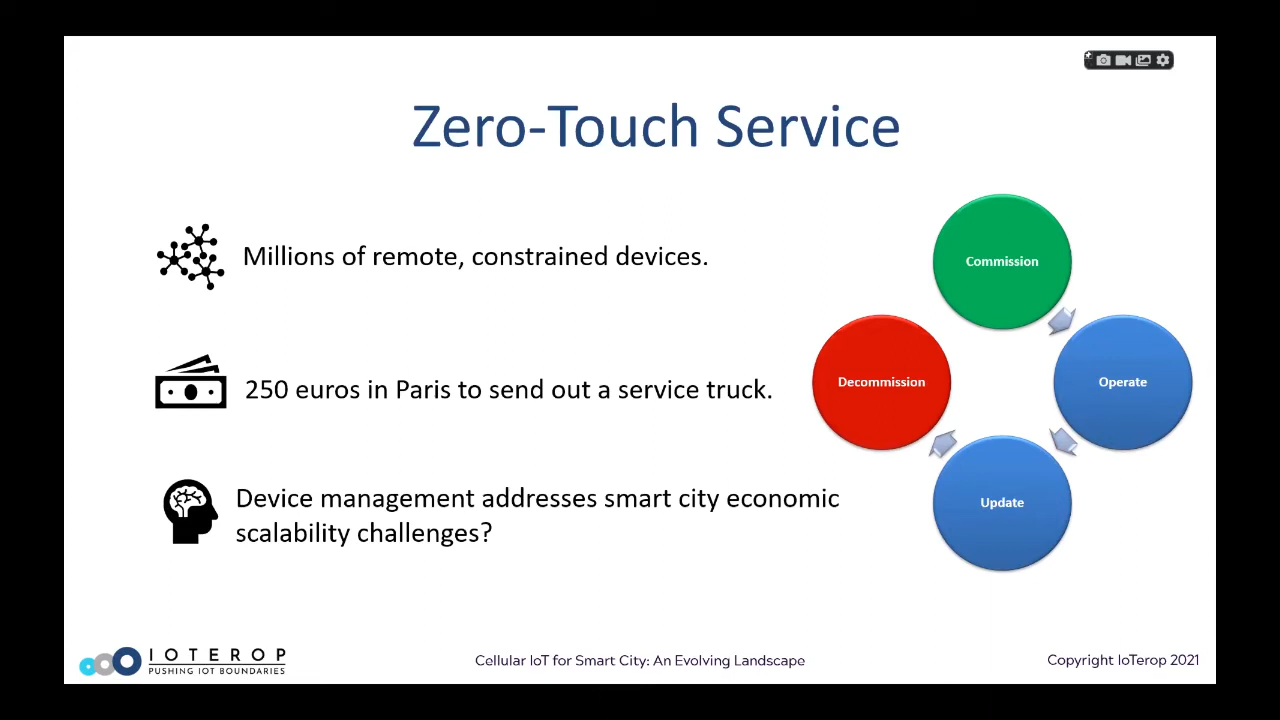 Zero-Touch Service
Millions of remote, constrained devices.
250 euros in Paris to send out a service truck.
Device management addresses smart city economic
scalability challenges?
Commission
Operate
Update
Decommission
IOTEROP
PUSHING IOT BOUNDARIES
Cellular IoT for Smart City: An Evolving Landscape
Copyright IoTerop 2021